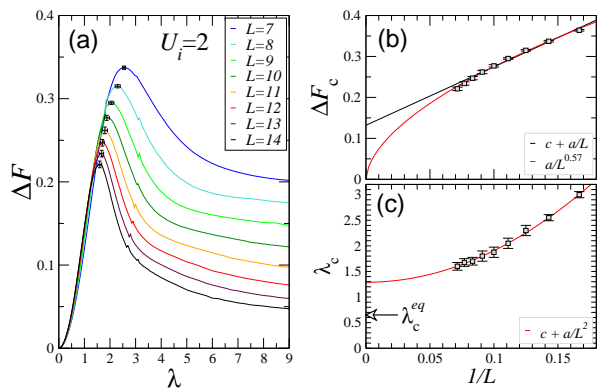 (a) U_i=2
L=7
L=8
L=9
L=10
L=11
L=12
L=13
L=14
ΔF
0.4
0.3
0.2
0.1
0
0 1 2 3 4 5 6 7 8 9
λ
(b)
ΔF_c
0.4
0.3
0.2
0.1
0
c + a/L
a/L^0.57
(c)
λ_c
3
2.5
2
1.5
1
0.5
0
λ_c^eq
c + a/L^2
0 0.05 0.1 0.15
1/L